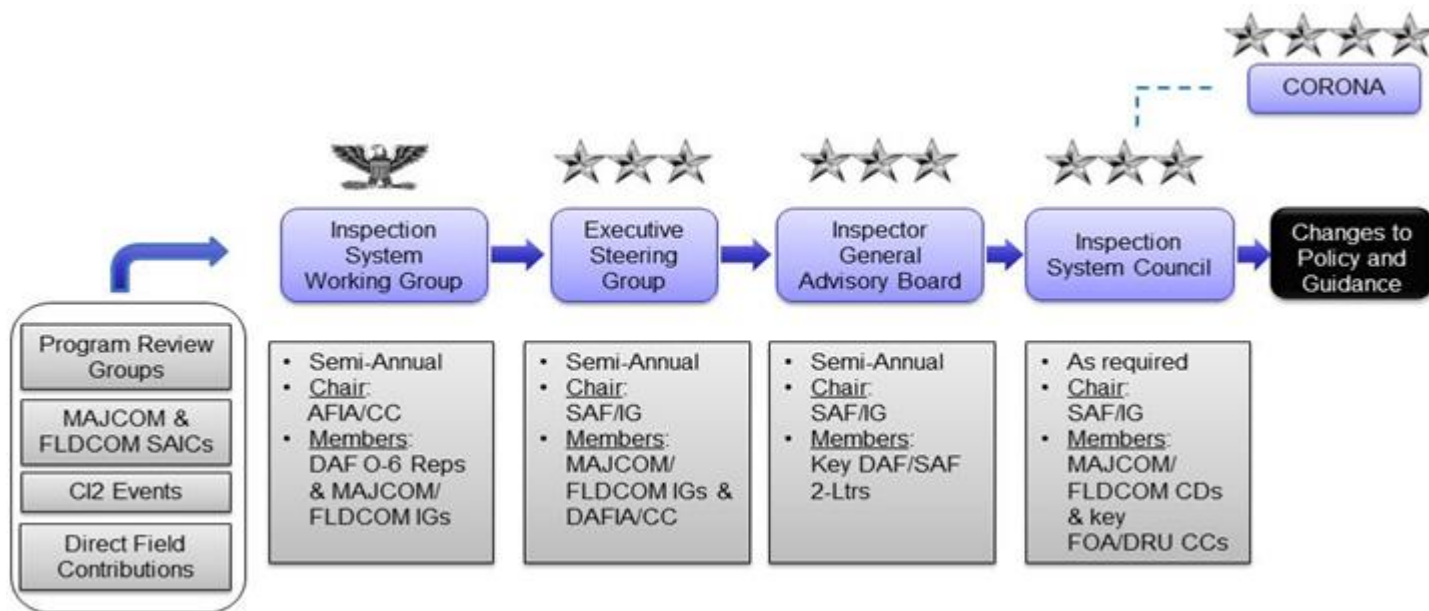 CORONA
Inspection
System
Working Group
Executive
Steering
Group
Inspector
General
Advisory Board
Inspection
System Council
Changes to
Policy and
Guidance
Program Review
Groups
MAJCOM &
FLDCOM SAICs
CI2 Events
Direct Field
Contributions
• Semi-Annual
• Chair:
AFIA/CC
• Members:
DAF O-6 Reps
& MAJCOM/
FLDCOM IGs
• Semi-Annual
• Chair:
SAF/IG
• Members:
MAJCOM/
FLDCOM IGs &
DAFIA/CC
• Semi-Annual
• Chair:
SAF/IG
• Members:
Key DAF/SAF
2-Ltrs
• As required
• Chair:
SAF/IG
• Members:
MAJCOM/
FLDCOM CDs
& key
FOA/DRU CCs